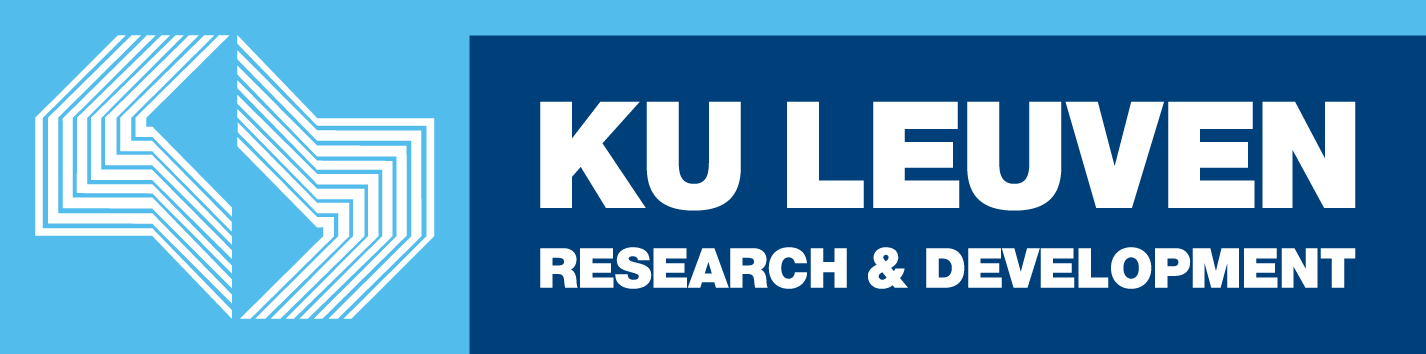 KU LEUVEN
RESEARCH & DEVELOPMENT